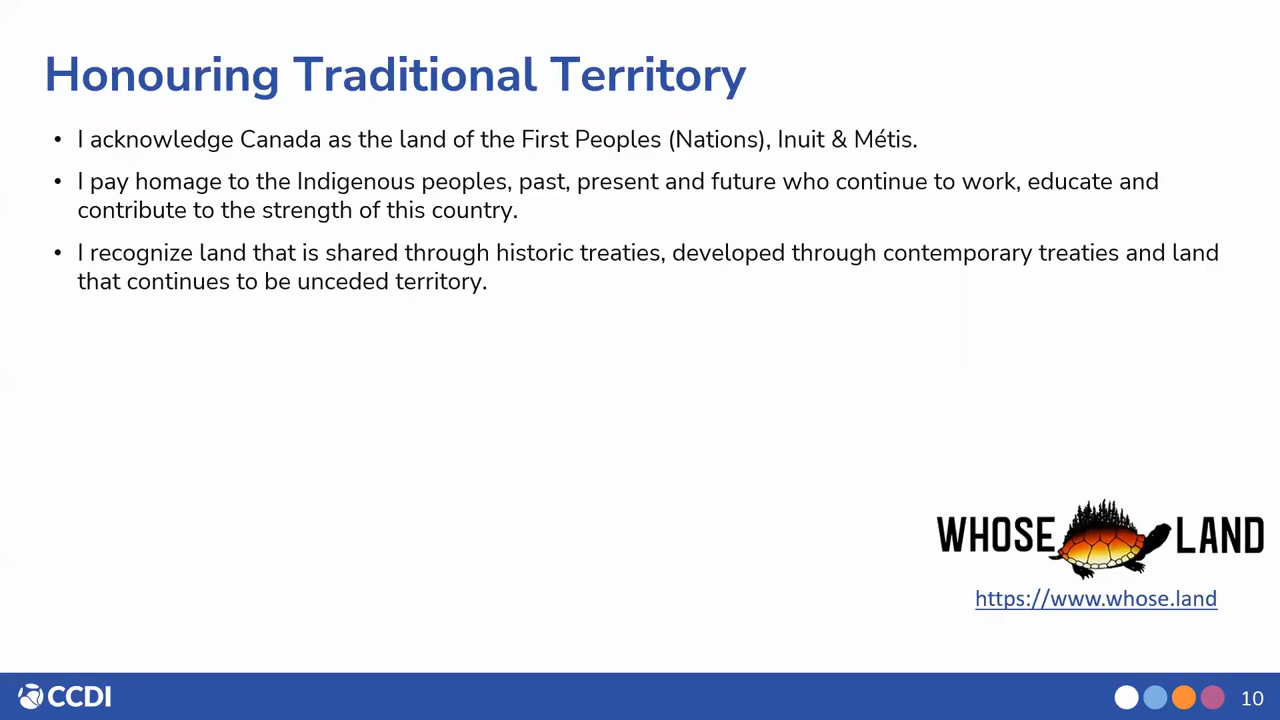 Honouring Traditional Territory
• I acknowledge Canada as the land of the First Peoples (Nations), Inuit & Métis.
• I pay homage to the Indigenous peoples, past, present and future who continue to work, educate and
contribute to the strength of this country.
• I recognize land that is shared through historic treaties, developed through contemporary treaties and land
that continues to be unceded territory.
WHOSE LAND
https://www.whose.land
CCDI
10